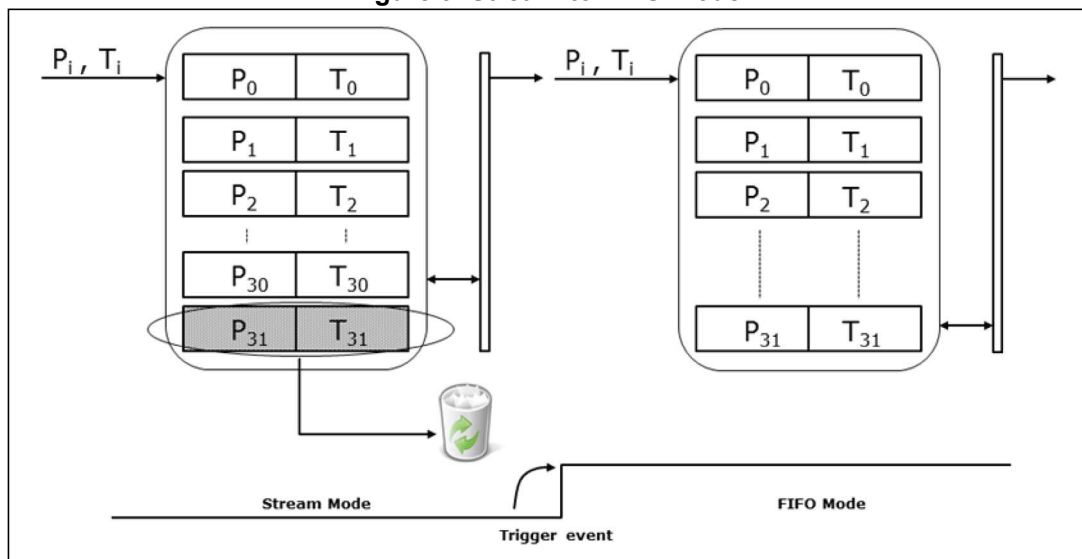 P₀ T₀
P₁ T₁
P₂ T₂
P₃₀ T₃₀
P₃₁ T₃₁
Pᵢ , Tᵢ
Pᵢ , Tᵢ
P₀ T₀
P₁ T₁
P₂ T₂
P₃₁ T₃₁
Stream Mode
Trigger event
FIFO Mode